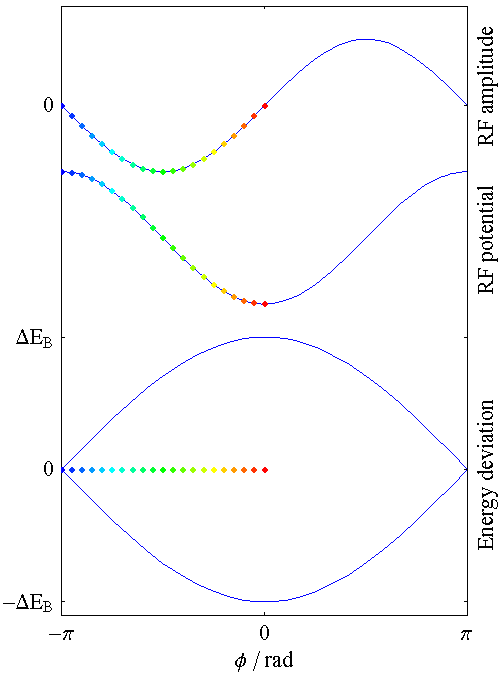 0
RF amplitude
RF potential
ΔE_B
0
Energy deviation
−ΔE_B
−π
0
π
ϕ / rad